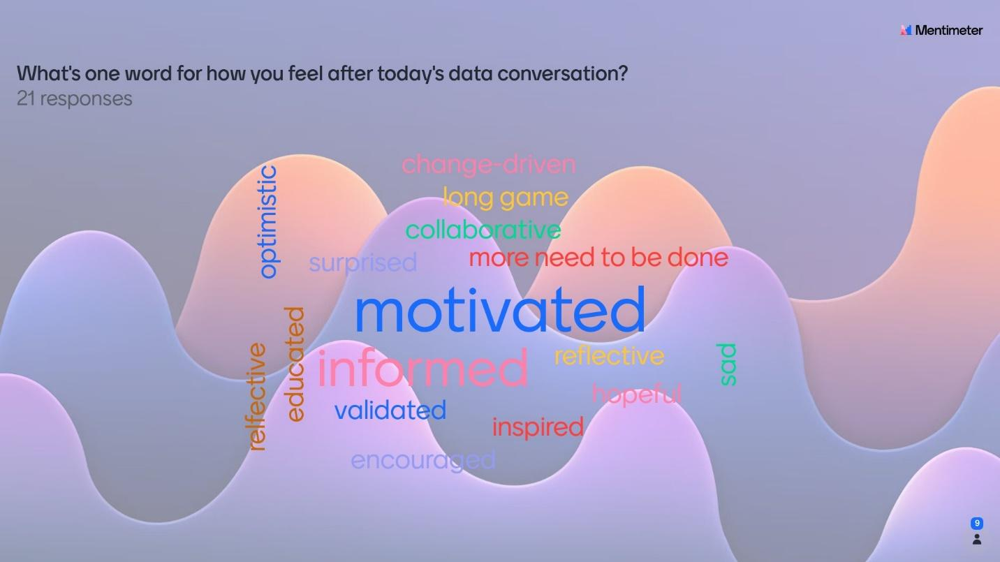 Mentimeter
What's one word for how you feel after today's data conversation?
21 responses
optimistic
change-driven
long game
collaborative
surprised
more need to be done
motivated
educated
relfective
informed
reflective
sad
hopeful
validated
inspired
encouraged
9